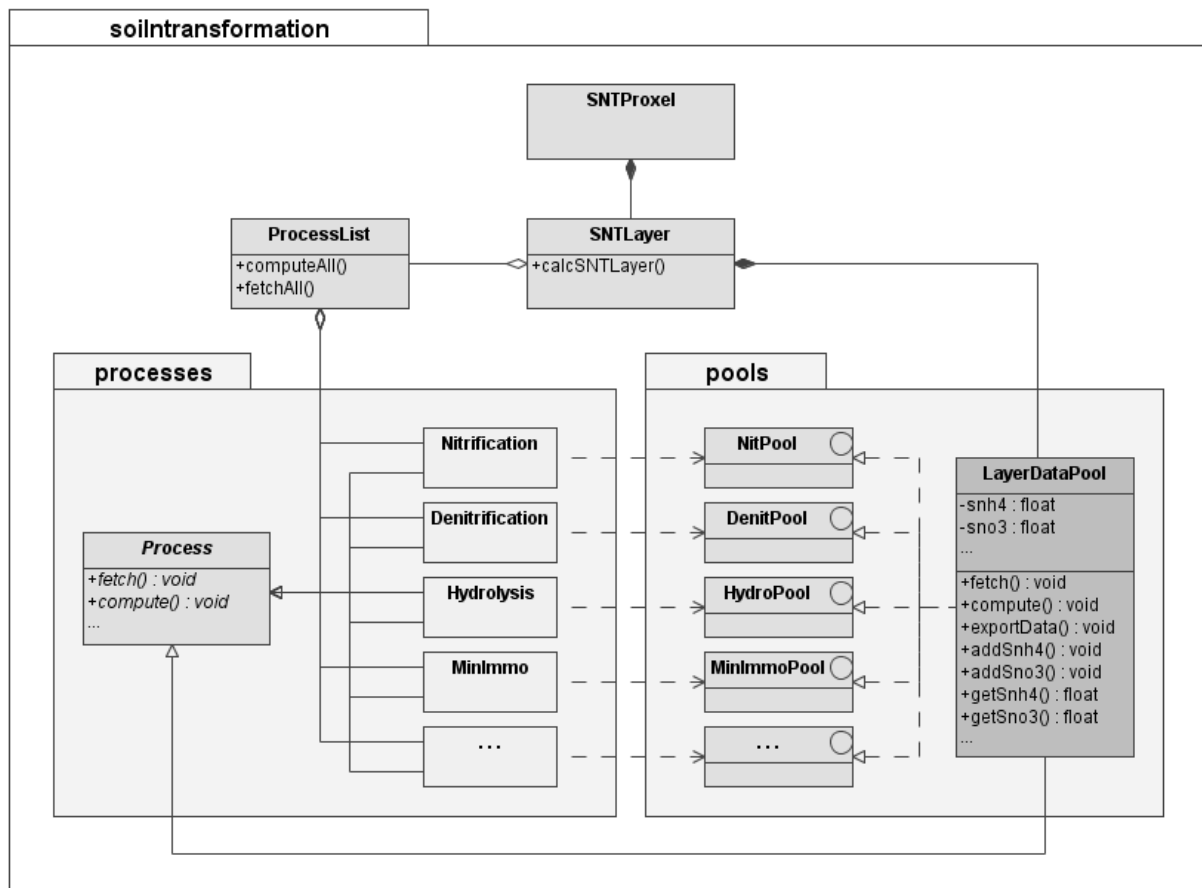 soilntransformation
SNTProxel
ProcessList
+computeAll()
+fetchAll()
SNTLayer
+calcSNTLayer()
processes
Nitrification
Denitrification
Process
+fetch() : void
+compute() : void
...
Hydrolysis
MinImmo
...
pools
NitPool
DenitPool
HydroPool
MinImmoPool
...
LayerDataPool
-snh4 : float
-sno3 : float
...
+fetch() : void
+compute() : void
+exportData() : void
+addSnh4() : void
+addSno3() : void
+getSnh4() : float
+getSno3() : float
...